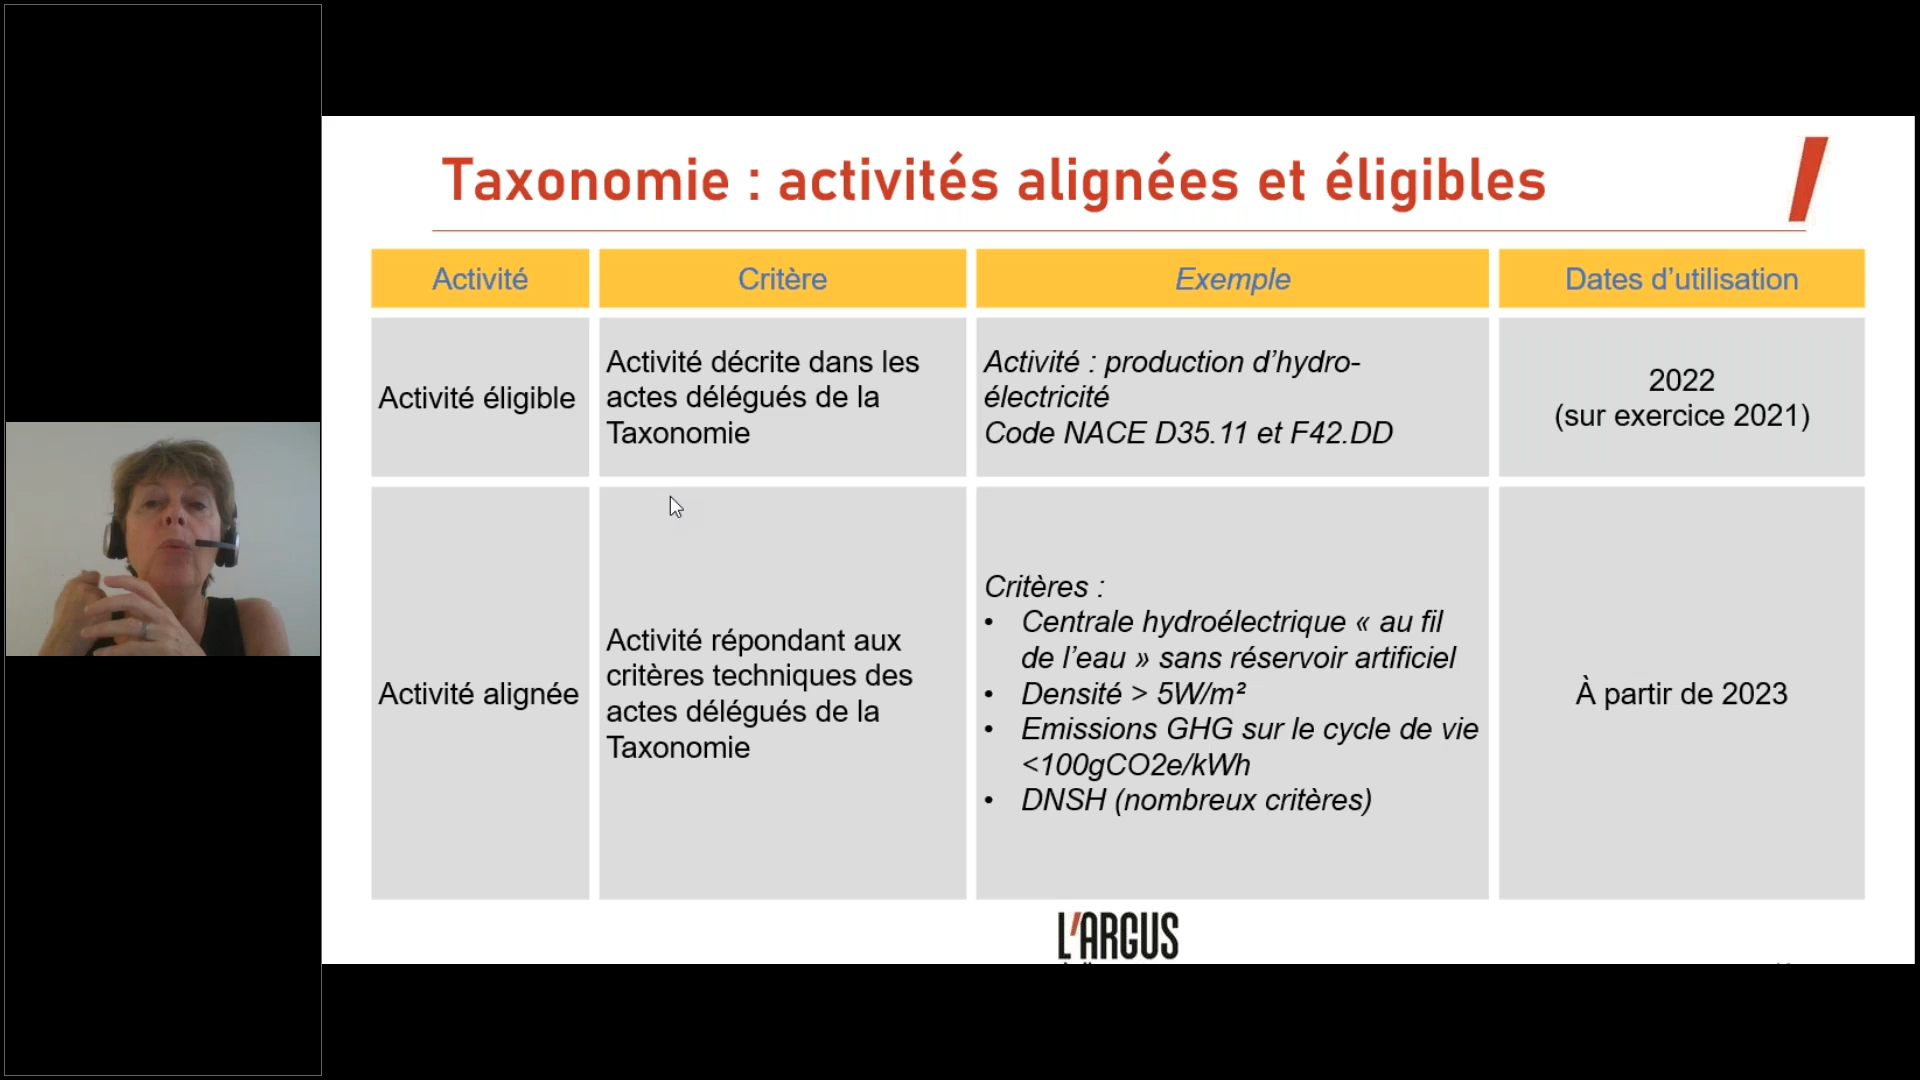 Taxonomie : activités alignées et éligibles
Activité
Critère
Exemple
Dates d’utilisation
Activité éligible
Activité décrite dans les
actes délégués de la
Taxonomie
Activité : production d’hydro-
électricité
Code NACE D35.11 et F42.DD
2022
(sur exercice 2021)
Activité alignée
Activité répondant aux
critères techniques des
actes délégués de la
Taxonomie
Critères :
• Centrale hydroélectrique « au fil
de l’eau » sans réservoir artificiel
• Densité > 5W/m²
• Emissions GHG sur le cycle de vie
<100gCO2e/kWh
• DNSH (nombreux critères)
À partir de 2023
L'ARGUS